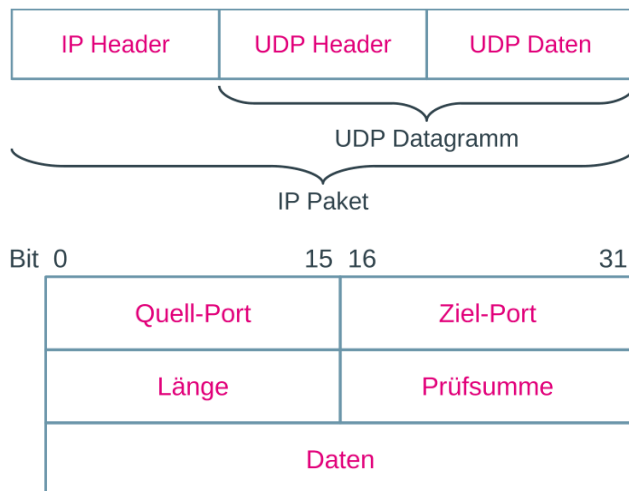 IP Header UDP Header UDP Daten
UDP Datagramm
IP Paket
Bit 0 15 16 31
Quell-Port Ziel-Port
Länge Prüfsumme
Daten